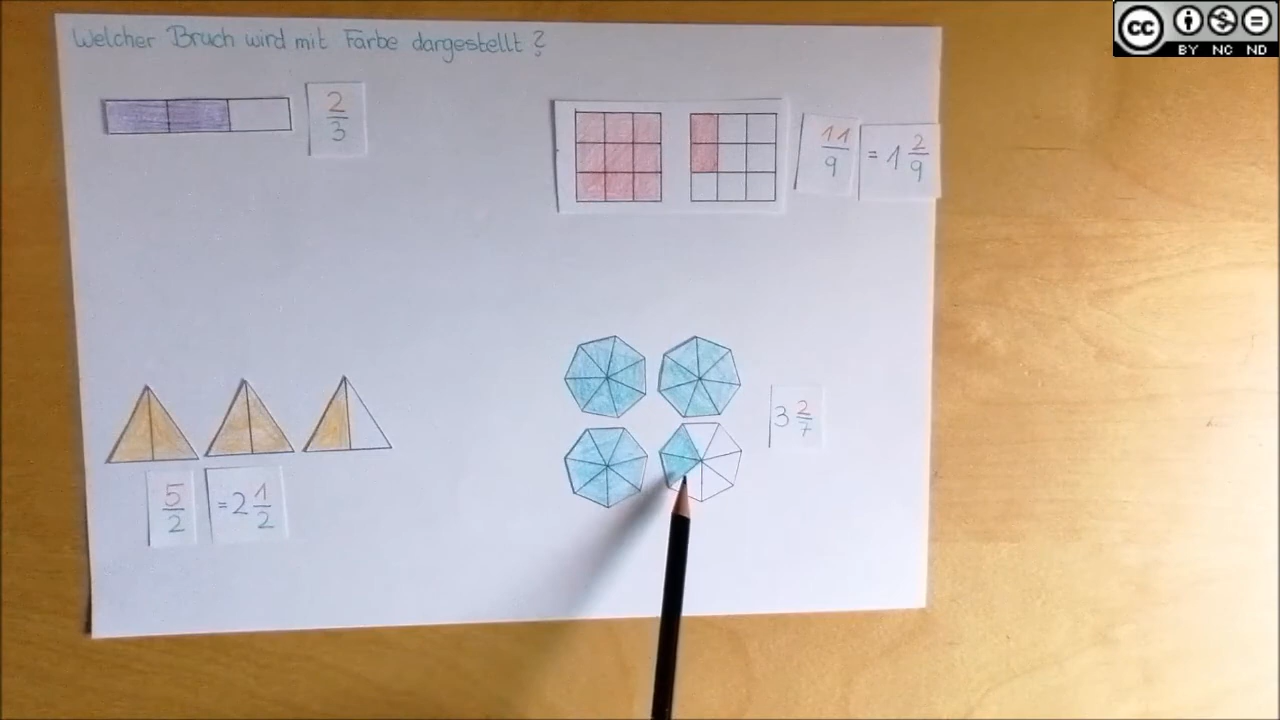 Welcher Bruch wird mit Farbe dargestellt?
2/3
11/9 = 1 2/9
5/2 = 2 1/2
3 2/7
cc
BY NC ND